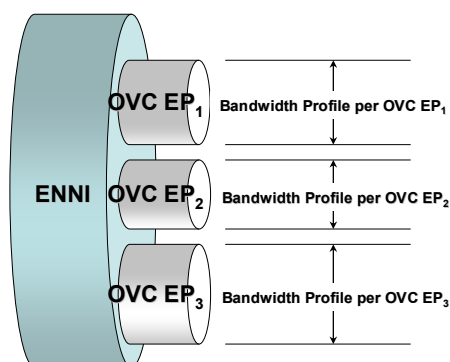 OVC EP1
Bandwidth Profile per OVC EP1
ENNI
OVC EP2
Bandwidth Profile per OVC EP2
OVC EP3
Bandwidth Profile per OVC EP3